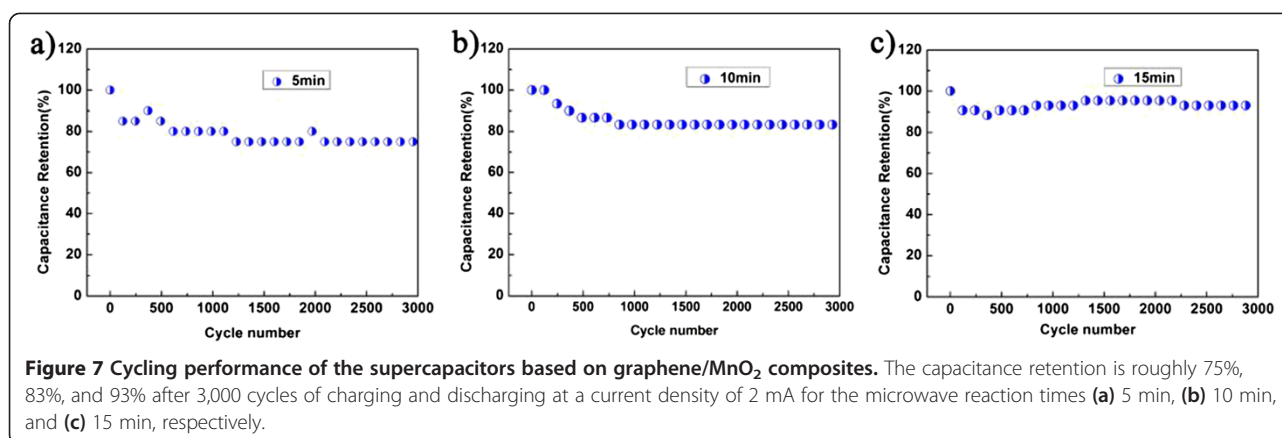 a)
120
100
80
60
40
20
0
Capacitance Retention(%)
5min
0 500 1000 1500 2000 2500 3000
Cycle number
b)
120
100
80
60
40
20
0
Capacitance Retention(%)
10min
0 500 1000 1500 2000 2500 3000
Cycle number
c)
120
100
80
60
40
20
0
Capacitance Retention(%)
15min
0 500 1000 1500 2000 2500 3000
Cycle number
Figure 7 Cycling performance of the supercapacitors based on graphene/MnO₂ composites. The capacitance retention is roughly 75%,
83%, and 93% after 3,000 cycles of charging and discharging at a current density of 2 mA for the microwave reaction times (a) 5 min, (b) 10 min,
and (c) 15 min, respectively.